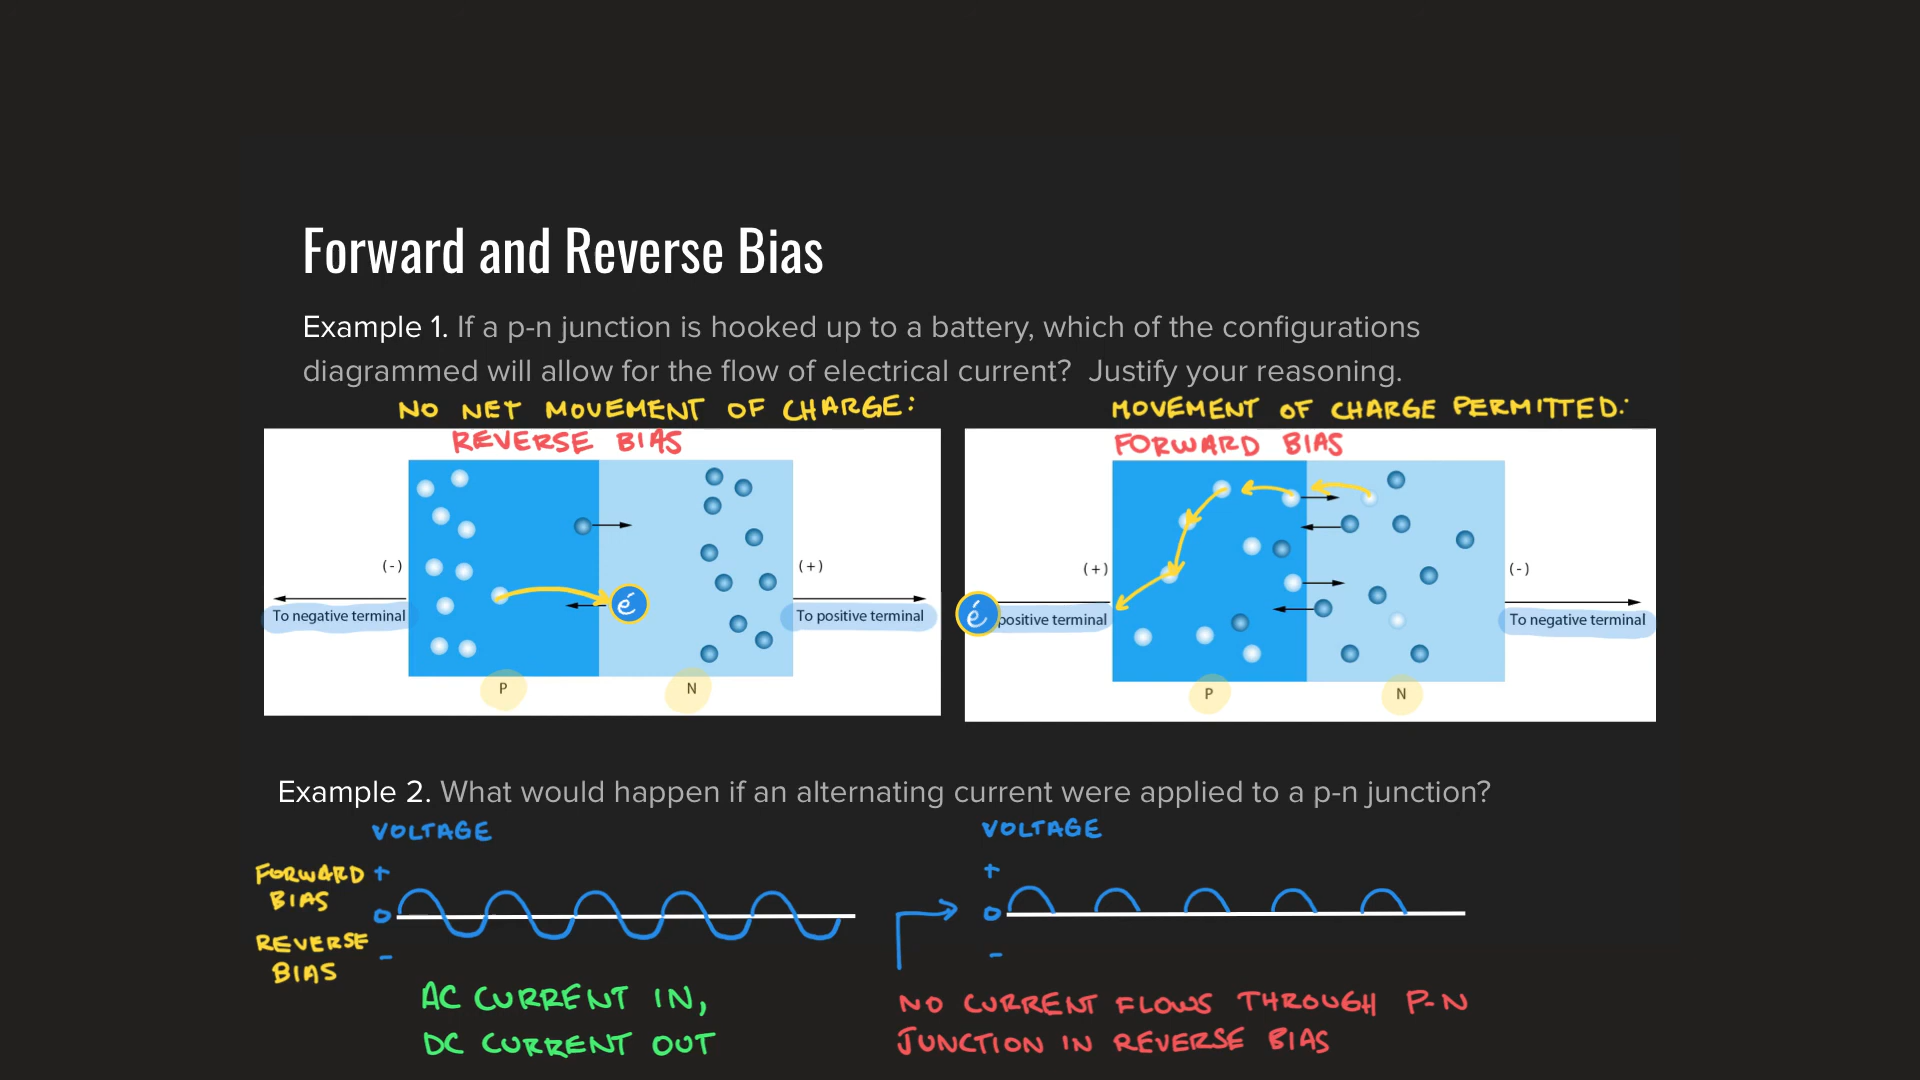 Forward and Reverse Bias
Example 1. If a p-n junction is hooked up to a battery, which of the configurations
diagrammed will allow for the flow of electrical current? Justify your reasoning.
NO NET MOVEMENT OF CHARGE:
REVERSE BIAS
(-)
(+)
To negative terminal
é
To positive terminal
P
N
MOVEMENT OF CHARGE PERMITTED:
FORWARD BIAS
(+)
(-)
é
positive terminal
To negative terminal
P
N
Example 2. What would happen if an alternating current were applied to a p-n junction?
VOLTAGE
FORWARD
BIAS
+
0
REVERSE
BIAS
-
AC CURRENT IN,
DC CURRENT OUT
VOLTAGE
+
0
-
NO CURRENT FLOWS THROUGH P-N
JUNCTION IN REVERSE BIAS